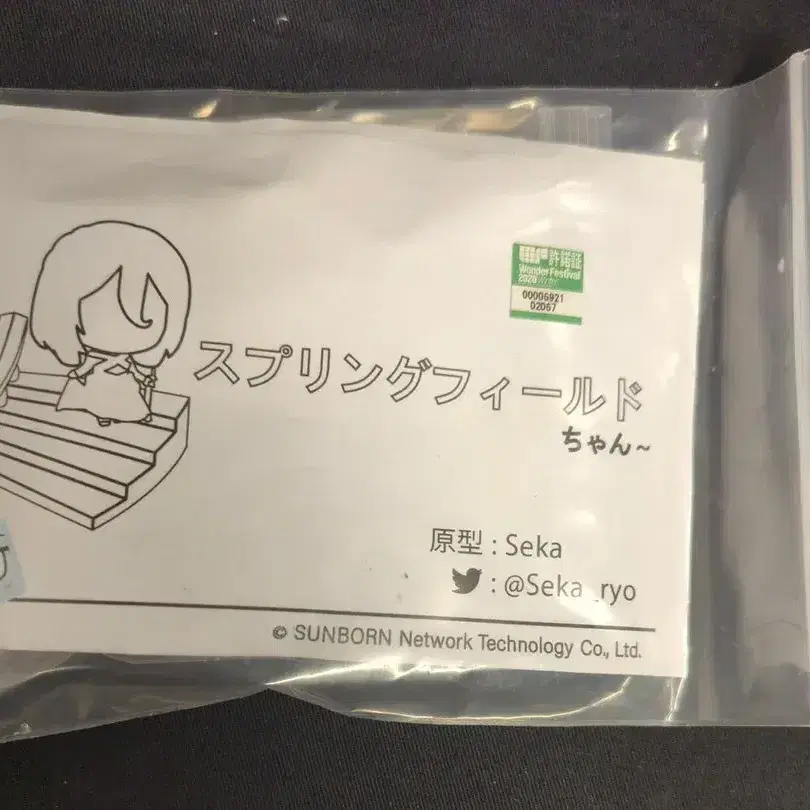 許諾証
Wonder Festival
2020
00006921
02067
スプリングフィールド
ちゃん~
原型 : Seka
: @Seka_ryo
© SUNBORN Network Technology Co., Ltd.